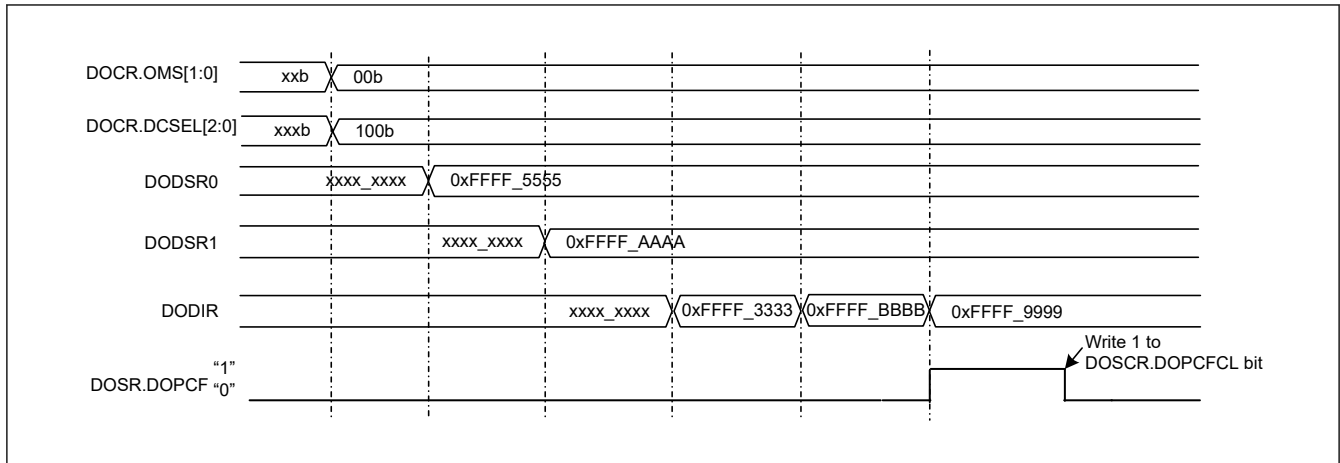 DOCR.OMS[1:0] xxb 00b
DOCR.DCSEL[2:0] xxxb 100b
DODSR0 xxxx_xxxx 0xFFFF_5555
DODSR1 xxxx_xxxx 0xFFFF_AAAA
DODIR xxxx_xxxx 0xFFFF_3333 0xFFFF_BBBB 0xFFFF_9999
Write 1 to
DOSCR.DOPCFCL bit
“1”
DOSR.DOPCF “0”